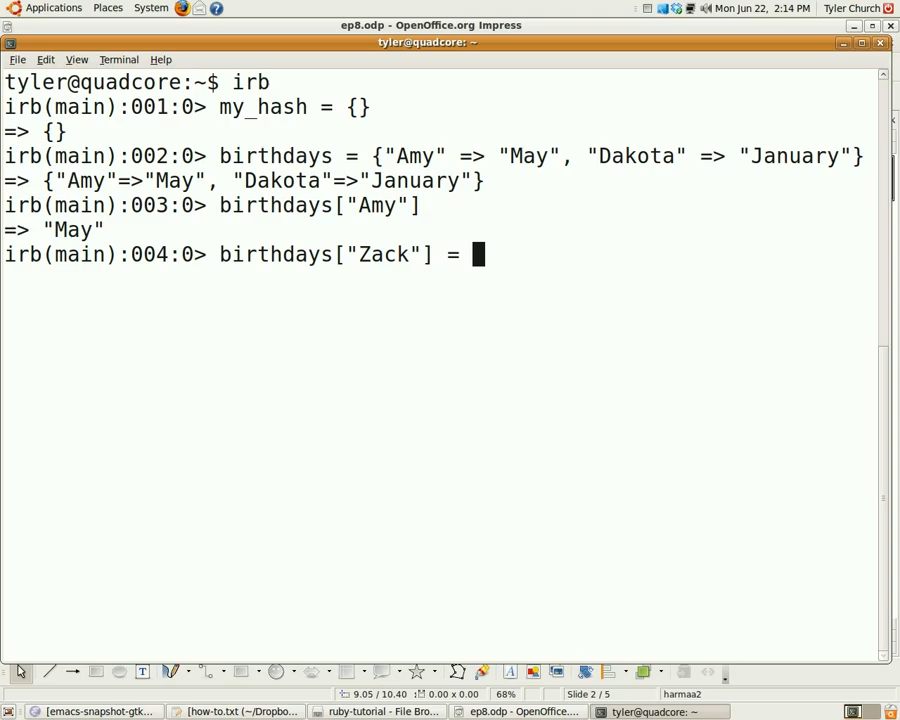 Applications Places System Mon Jun 22, 2:14 PM Tyler Church
ep8.odp - OpenOffice.org Impress
tyler@quadcore: ~
File Edit View Terminal Help
tyler@quadcore:~$ irb
irb(main):001:0> my_hash = {}
=> {}
irb(main):002:0> birthdays = {"Amy" => "May", "Dakota" => "January"}
=> {"Amy"=>"May", "Dakota"=>"January"}
irb(main):003:0> birthdays["Amy"]
=> "May"
irb(main):004:0> birthdays["Zack"] =
9.05 / 10.40 0.00 x 0.00 68% Slide 2 / 5 harmaa2
[emacs-snapshot-gtk... [how-to.txt (~/Dropbo... ruby-tutorial - File Bro... ep8.odp - OpenOffice.... tyler@quadcore: ~